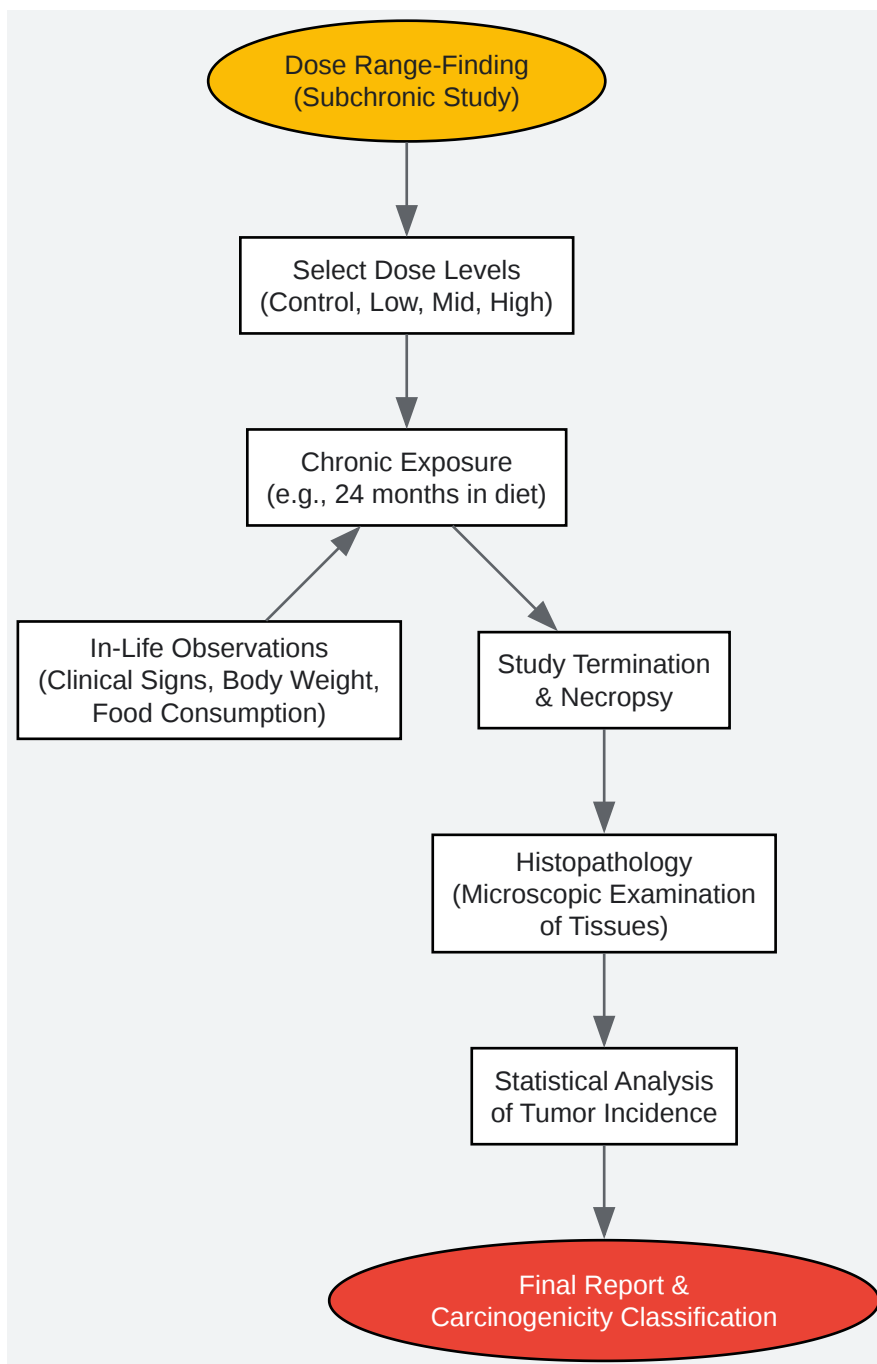 Dose Range-Finding
(Subchronic Study)
Select Dose Levels
(Control, Low, Mid, High)
Chronic Exposure
(e.g., 24 months in diet)
In-Life Observations
(Clinical Signs, Body Weight,
Food Consumption)
Study Termination
& Necropsy
Histopathology
(Microscopic Examination
of Tissues)
Statistical Analysis
of Tumor Incidence
Final Report &
Carcinogenicity Classification